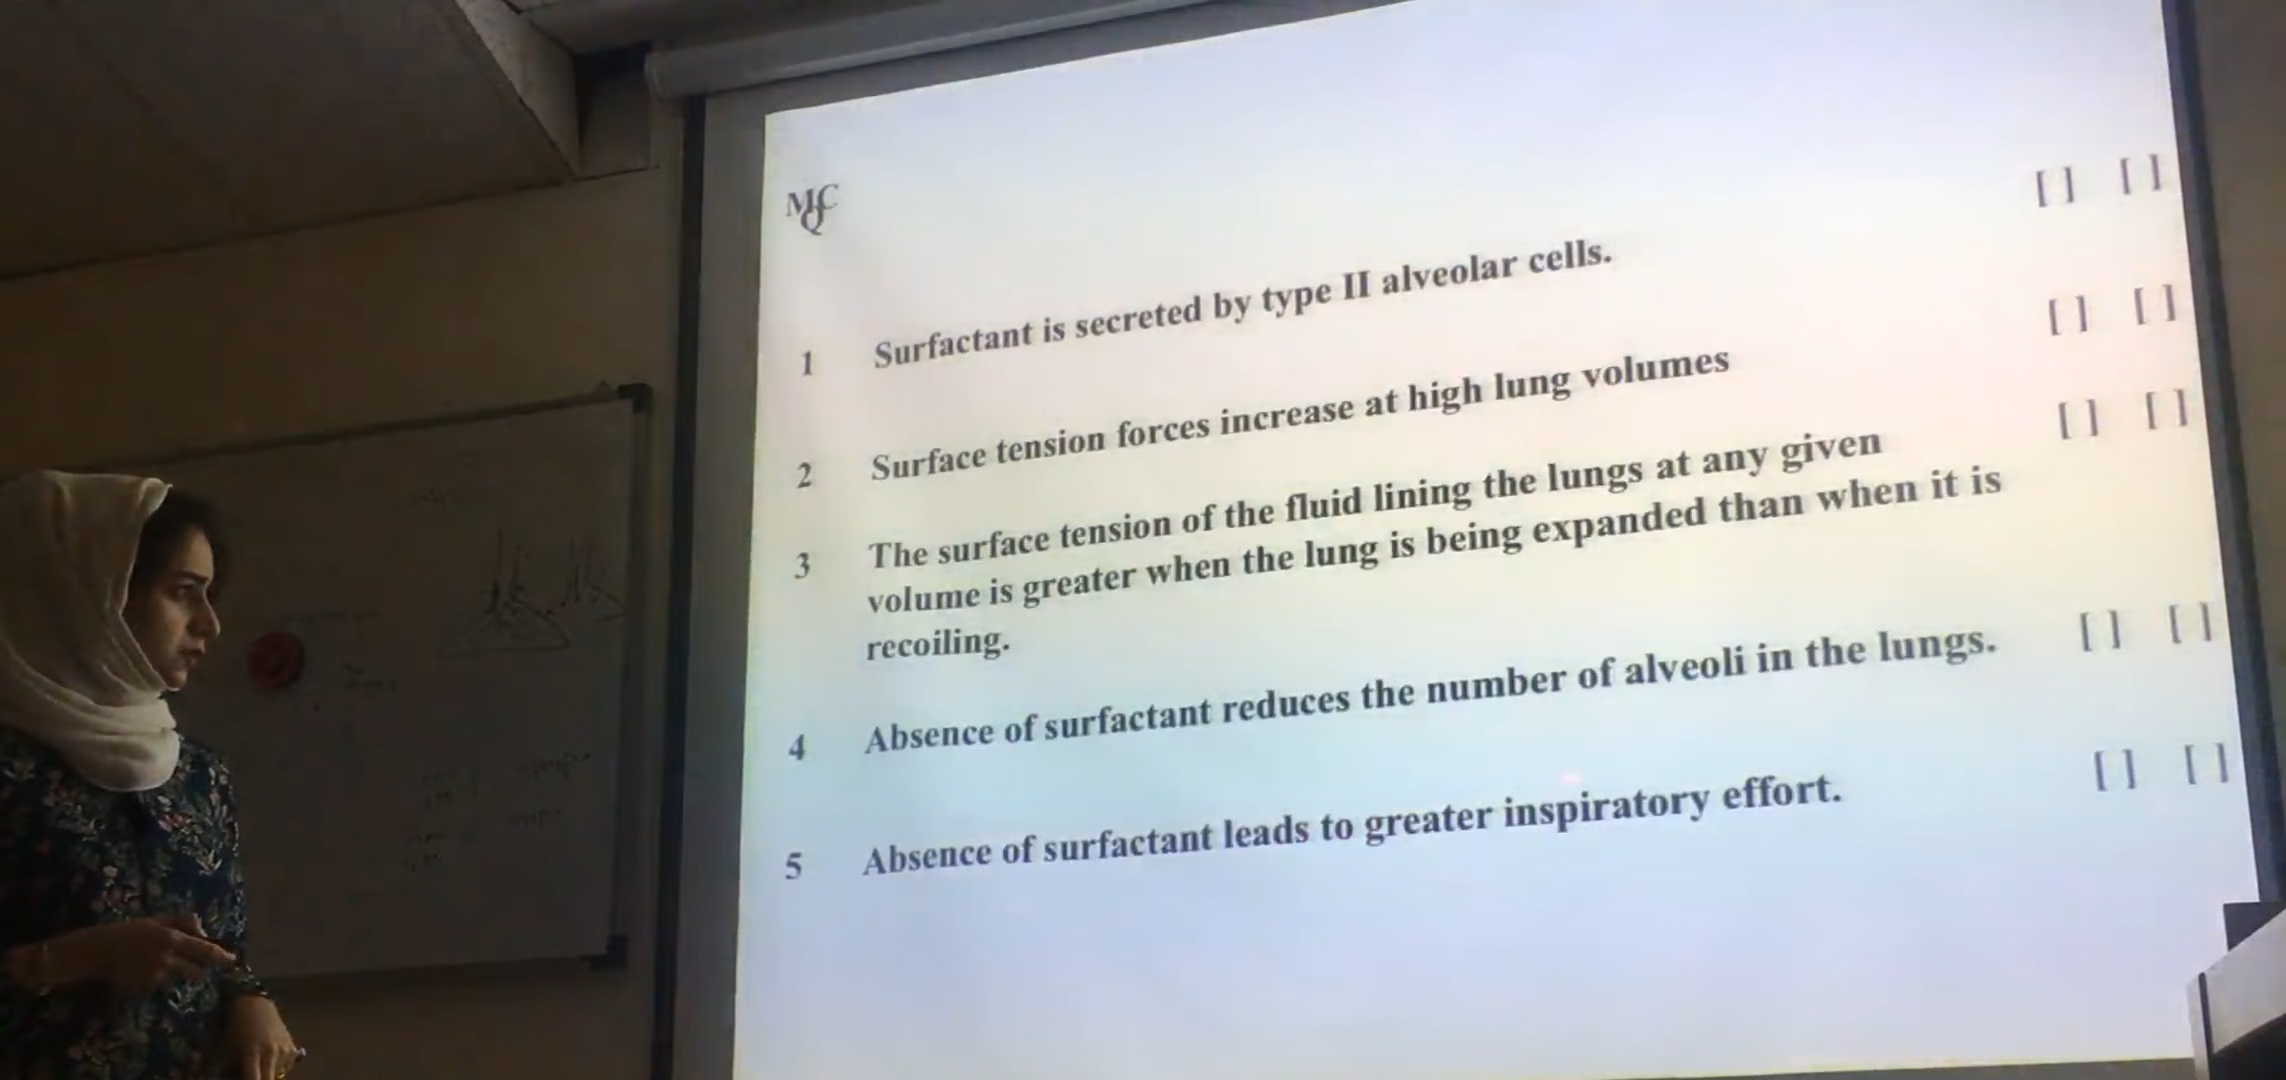 MCQ
[ ] [ ]
1 Surfactant is secreted by type II alveolar cells.
[ ] [ ]
2 Surface tension forces increase at high lung volumes
[ ] [ ]
3 The surface tension of the fluid lining the lungs at any given
volume is greater when the lung is being expanded than when it is
recoiling.
4 Absence of surfactant reduces the number of alveoli in the lungs. [ ] [ ]
5 Absence of surfactant leads to greater inspiratory effort. [ ] [ ]